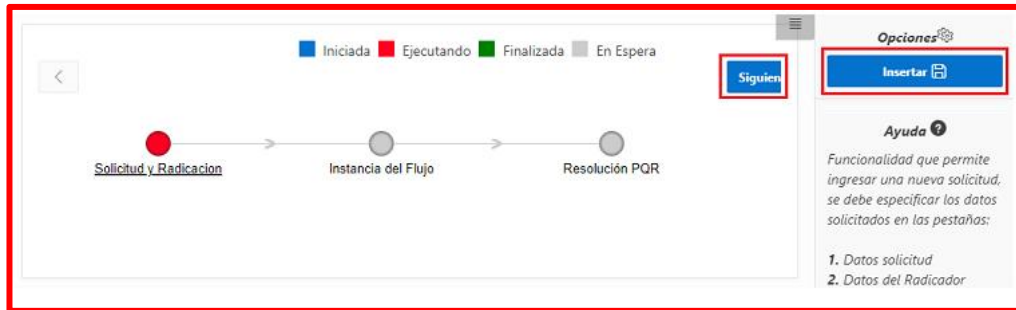 Iniciada Ejecutando Finalizada En Espera
Siguien
Solicitud y Radicacion
Instancia del Flujo
Resolución PQR
Opciones
Insertar
Ayuda
Funcionalidad que permite
ingresar una nueva solicitud,
se debe especificar los datos
solicitados en las pestañas:
1. Datos solicitud
2. Datos del Radicador